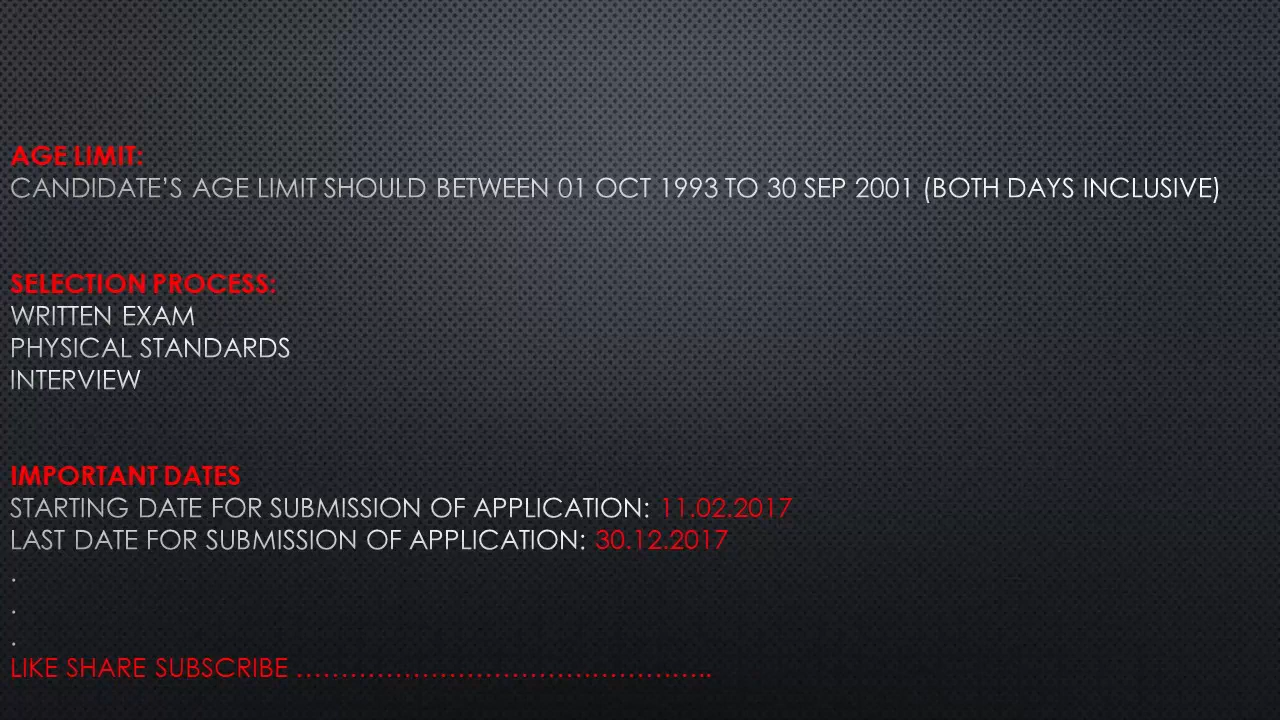 AGE LIMIT:
CANDIDATE'S AGE LIMIT SHOULD BETWEEN 01 OCT 1993 TO 30 SEP 2001 (BOTH DAYS INCLUSIVE)
SELECTION PROCESS:
WRITTEN EXAM
PHYSICAL STANDARDS
INTERVIEW
IMPORTANT DATES
STARTING DATE FOR SUBMISSION OF APPLICATION: 11.02.2017
LAST DATE FOR SUBMISSION OF APPLICATION: 30.12.2017
.
.
.
LIKE SHARE SUBSCRIBE …………………………………………..